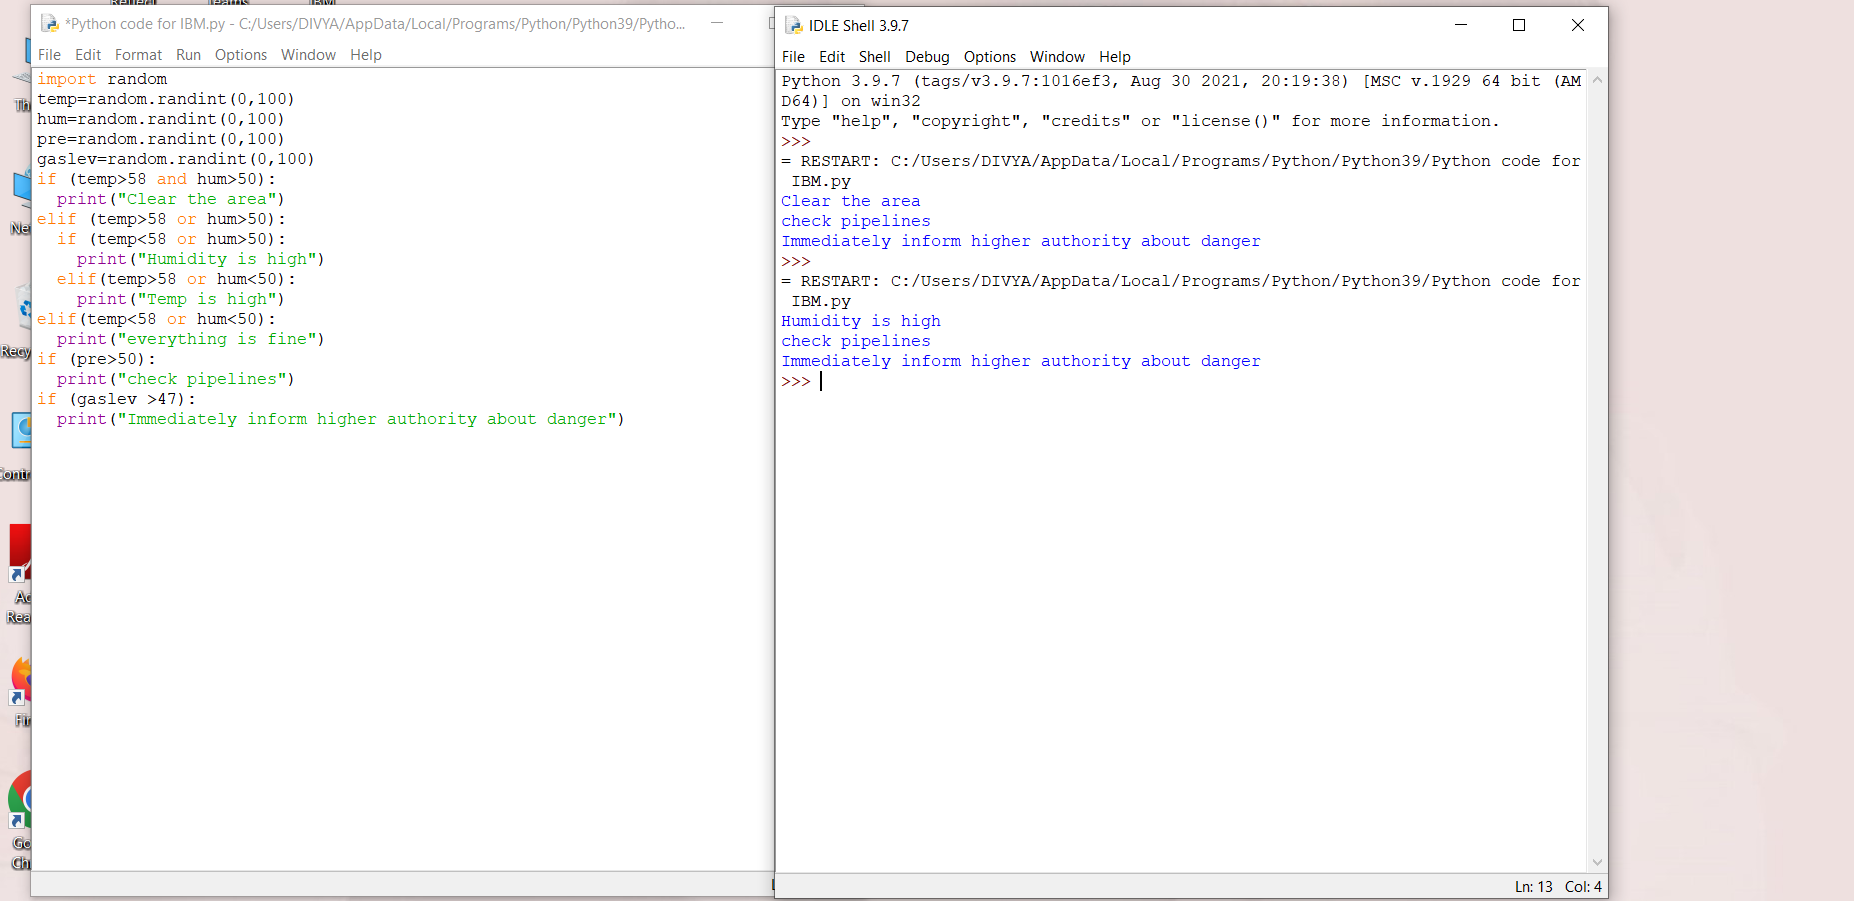 Reflect Teams IBM
*Python code for IBM.py - C:/Users/DIVYA/AppData/Local/Programs/Python/Python39/Pytho...
File Edit Format Run Options Window Help
import random
temp=random.randint(0,100)
hum=random.randint(0,100)
pre=random.randint(0,100)
gaslev=random.randint(0,100)
if (temp>58 and hum>50):
  print("Clear the area")
elif (temp>58 or hum>50):
  if (temp<58 or hum>50):
    print("Humidity is high")
  elif(temp>58 or hum<50):
    print("Temp is high")
elif(temp<58 or hum<50):
  print("everything is fine")
if (pre>50):
  print("check pipelines")
if (gaslev >47):
  print("Immediately inform higher authority about danger")
IDLE Shell 3.9.7
File Edit Shell Debug Options Window Help
Python 3.9.7 (tags/v3.9.7:1016ef3, Aug 30 2021, 20:19:38) [MSC v.1929 64 bit (AM
D64)] on win32
Type "help", "copyright", "credits" or "license()" for more information.
>>>
= RESTART: C:/Users/DIVYA/AppData/Local/Programs/Python/Python39/Python code for
 IBM.py
Clear the area
check pipelines
Immediately inform higher authority about danger
>>>
= RESTART: C:/Users/DIVYA/AppData/Local/Programs/Python/Python39/Python code for
 IBM.py
Humidity is high
check pipelines
Immediately inform higher authority about danger
>>>
Ln: 13 Col: 4